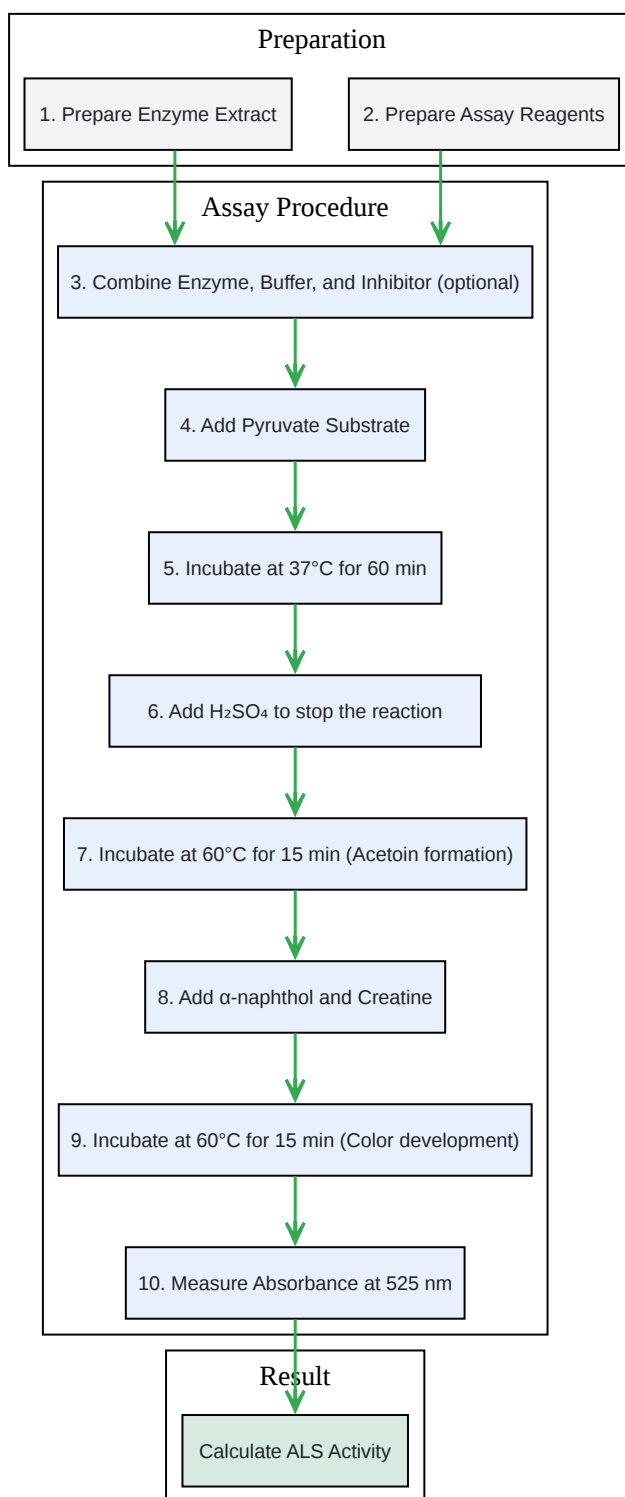 Preparation
1. Prepare Enzyme Extract
2. Prepare Assay Reagents
Assay Procedure
3. Combine Enzyme, Buffer, and Inhibitor (optional)
4. Add Pyruvate Substrate
5. Incubate at 37°C for 60 min
6. Add H₂SO₄ to stop the reaction
7. Incubate at 60°C for 15 min (Acetoin formation)
8. Add α-naphthol and Creatine
9. Incubate at 60°C for 15 min (Color development)
10. Measure Absorbance at 525 nm
Result
Calculate ALS Activity